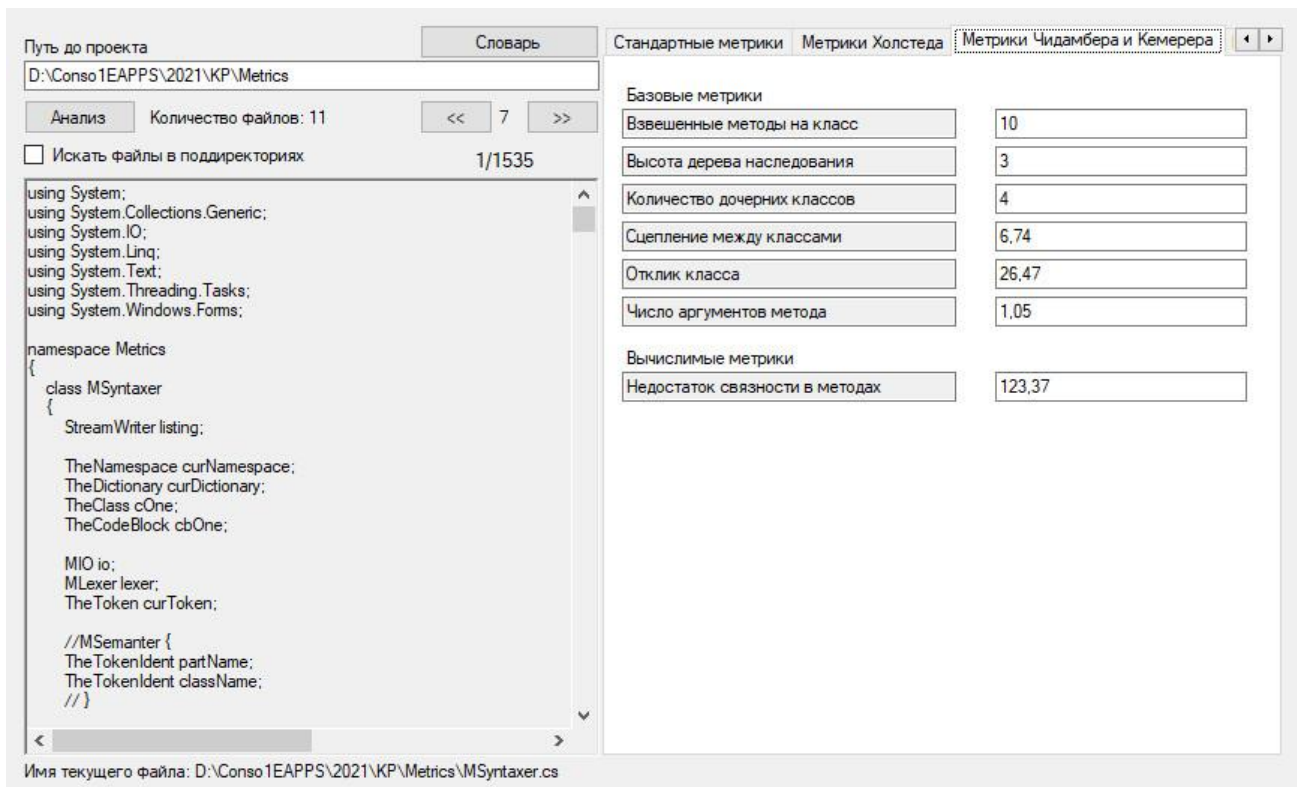 Путь до проекта
Словарь
D:\Conso1EAPPS\2021\KP\Metrics
Анализ
Количество файлов: 11
<<
7
>>
Искать файлы в поддиректориях
1/1535
using System;
using System.Collections.Generic;
using System.IO;
using System.Linq;
using System.Text;
using System.Threading.Tasks;
using System.Windows.Forms;
namespace Metrics
{
class MSyntaxer
{
StreamWriter listing;
TheNamespace curNamespace;
TheDictionary curDictionary;
TheClass cOne;
TheCodeBlock cbOne;
MIO io;
MLexer lexer;
TheToken curToken;
//MSemanter {
TheTokenIdent partName;
TheTokenIdent className;
// }
Имя текущего файла: D:\Conso1EAPPS\2021\KP\Metrics\MSyntaxer.cs
Стандартные метрики
Метрики Холстеда
Метрики Чидамбера и Кемерера
Базовые метрики
Взвешенные методы на класс
10
Высота дерева наследования
3
Количество дочерних классов
4
Сцепление между классами
6,74
Отклик класса
26,47
Число аргументов метода
1,05
Вычислимые метрики
Недостаток связности в методах
123,37